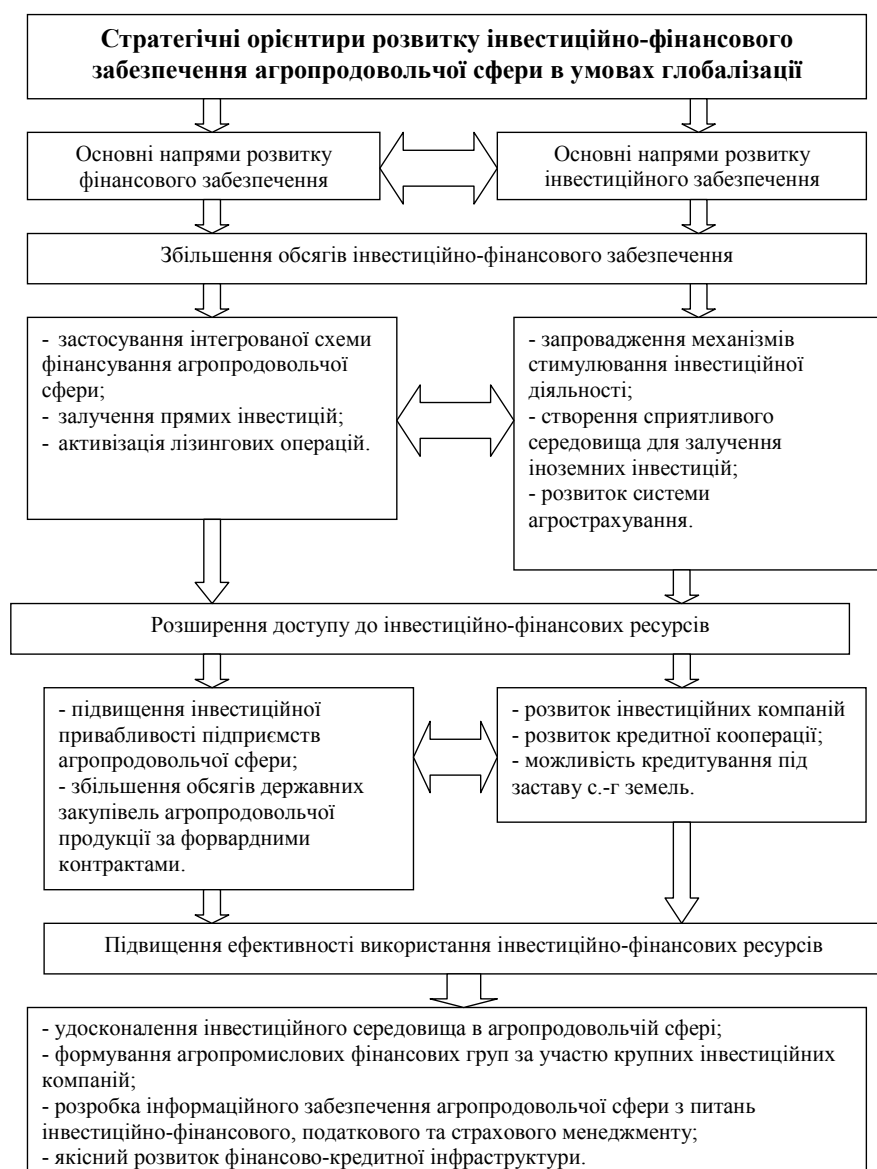 Стратегічні орієнтири розвитку інвестиційно-фінансового
забезпечення агропродовольчої сфери в умовах глобалізації
Основні напрями розвитку
фінансового забезпечення
Основні напрями розвитку
інвестиційного забезпечення
Збільшення обсягів інвестиційно-фінансового забезпечення
- застосування інтегрованої схеми
фінансування агропродовольчої
сфери;
- залучення прямих інвестицій;
- активізація лізингових операцій.
- запровадження механізмів
стимулювання інвестиційної
діяльності;
- створення сприятливого
середовища для залучення
іноземних інвестицій;
- розвиток системи
агрострахування.
Розширення доступу до інвестиційно-фінансових ресурсів
- підвищення інвестиційної
привабливості підприємств
агропродовольчої сфери;
- збільшення обсягів державних
закупівель агропродовольчої
продукції за форвардними
контрактами.
- розвиток інвестиційних компаній
- розвиток кредитної кооперації;
- можливість кредитування під
заставу с.-г земель.
Підвищення ефективності використання інвестиційно-фінансових ресурсів
- удосконалення інвестиційного середовища в агропродовольчій сфері;
- формування агропромислових фінансових груп за участю крупних інвестиційних
компаній;
- розробка інформаційного забезпечення агропродовольчої сфери з питань
інвестиційно-фінансового, податкового та страхового менеджменту;
- якісний розвиток фінансово-кредитної інфраструктури.